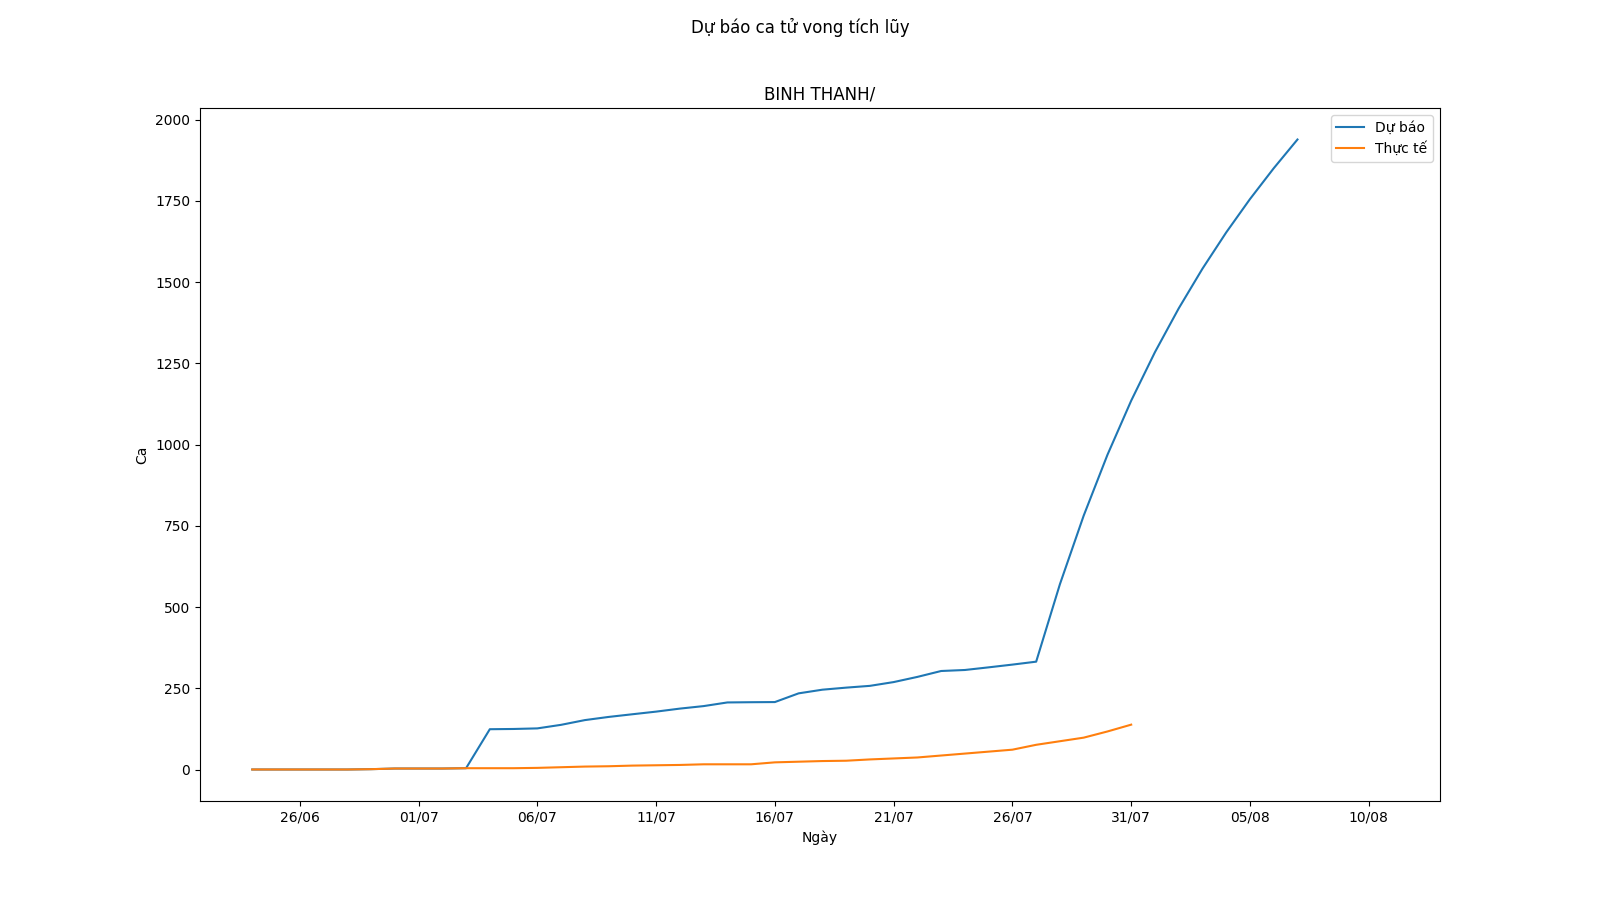 Dự báo ca tử vong tích lũy
BINH THANH/
Dự báo
Thực tế
2000
1750
1500
1250
1000
750
500
250
0
Ca
26/06 01/07 06/07 11/07 16/07 21/07 26/07 31/07 05/08 10/08
Ngày